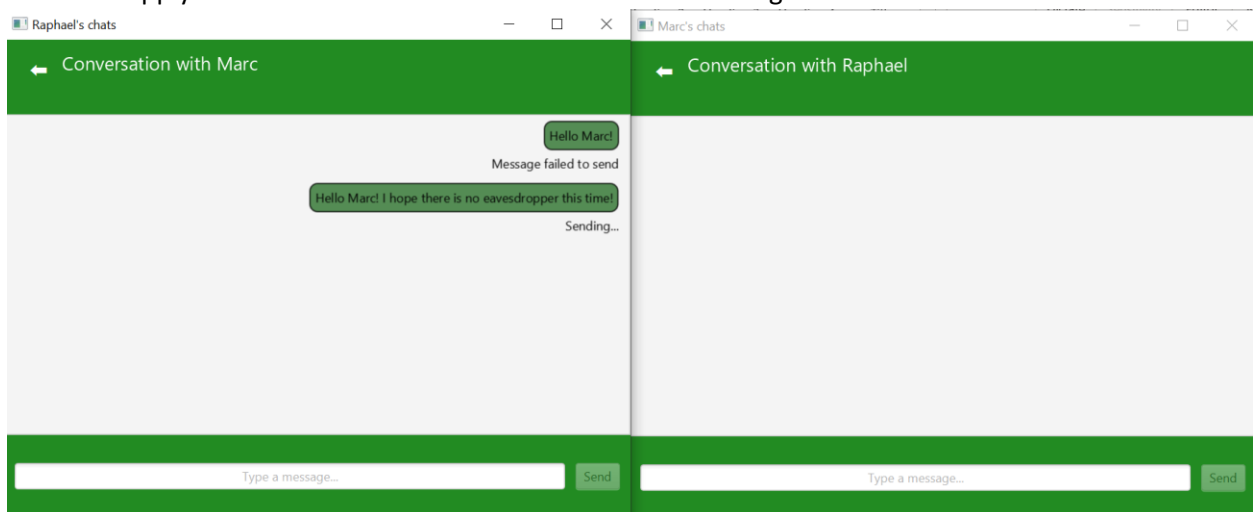 Raphael's chats
Conversation with Marc
Hello Marc!
Message failed to send
Hello Marc! I hope there is no eavesdropper this time!
Sending...
Type a message...
Send
Marc's chats
Conversation with Raphael
Type a message...
Send